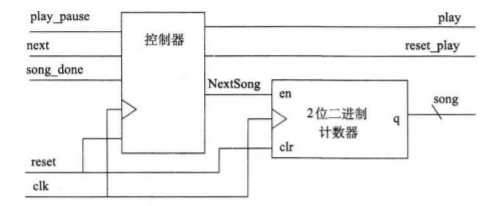 play_pause
play
控制器
next
reset_play
song_done
NextSong
en
song
2位二进制
计数器
q
clr
reset
clk